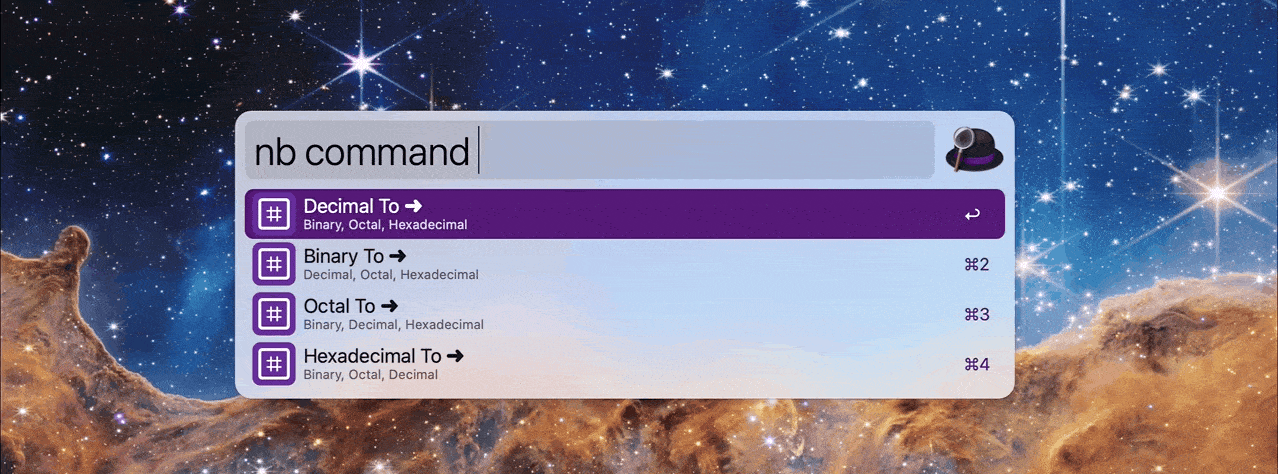 nb command
Decimal To ➜
Binary, Octal, Hexadecimal
↩
Binary To ➜
Decimal, Octal, Hexadecimal
⌘2
Octal To ➜
Binary, Decimal, Hexadecimal
⌘3
Hexadecimal To ➜
Binary, Octal, Decimal
⌘4